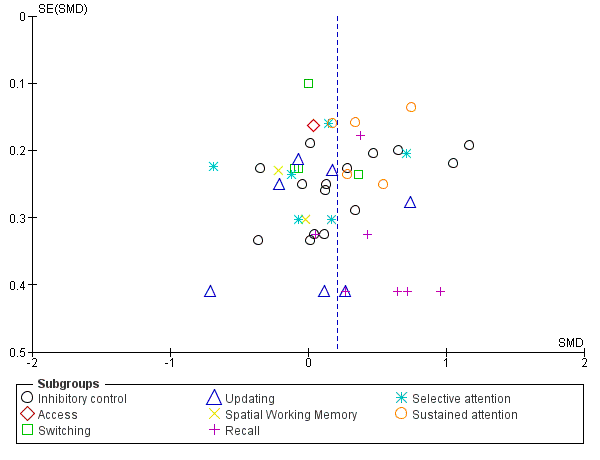 SE(SMD)
0
0.1
0.2
0.3
0.4
0.5
SMD
-2
-1
0
1
2
Subgroups
Inhibitory control
Updating
Selective attention
Access
Spatial Working Memory
Sustained attention
Switching
Recall